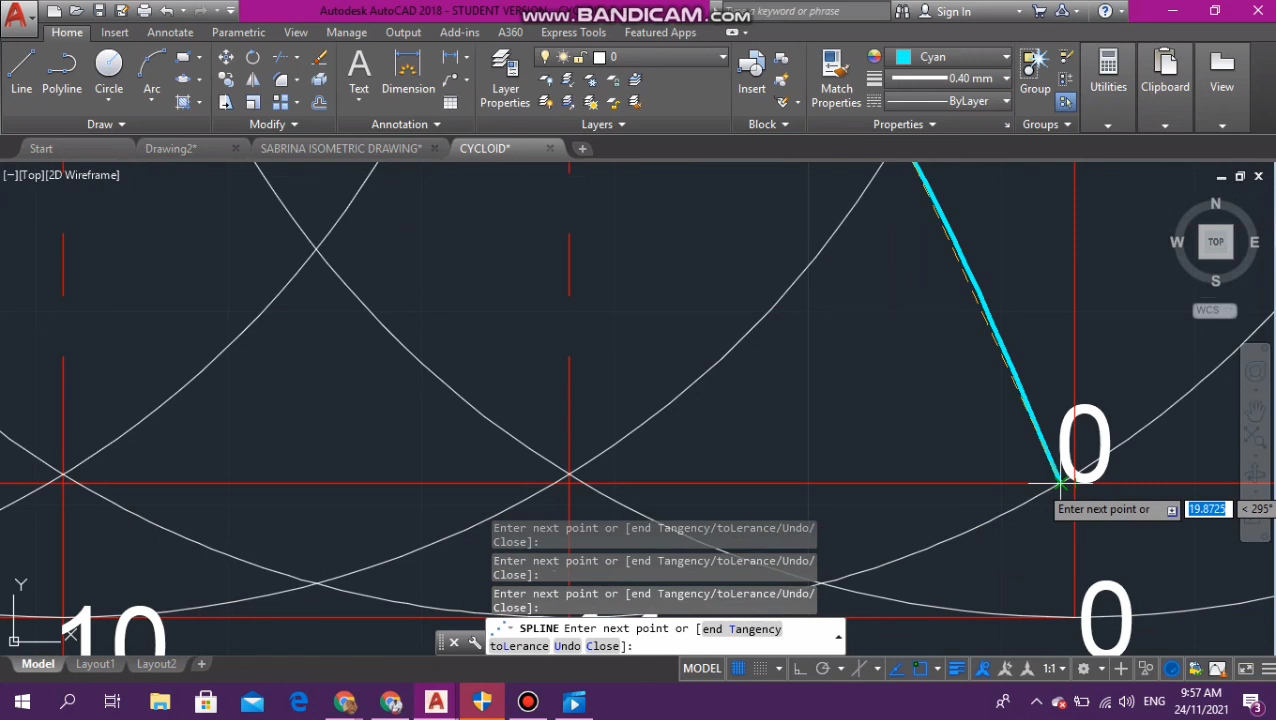 Autodesk AutoCAD 2018 - STUDENT VERSION
www.BANDICAM.com
Type a keyword or phrase
Sign In
Home Insert Annotate Parametric View Manage Output Add-ins A360 Express Tools Featured Apps
Line Polyline Circle Arc
Text Dimension
Layer Properties
0
Insert
Match Properties
Cyan
0.40 mm
ByLayer
Group
Utilities
Clipboard
View
Draw Modify Annotation Layers Block Properties Groups
Start Drawing2* SABRINA ISOMETRIC DRAWING* CYCLOID*
[−][Top][2D Wireframe]
N
W TOP E
S
WCS
0
Enter next point or 19.8725 < 295°
Enter next point or [end Tangency/toLerance/Undo/
Close]:
Enter next point or [end Tangency/toLerance/Undo/
Close]:
Enter next point or [end Tangency/toLerance/Undo/
Close]:
Y
X
10
0
SPLINE Enter next point or [end Tangency
toLerance Undo Close]:
Model Layout1 Layout2
MODEL 1:1
ENG
9:57 AM
24/11/2021
3